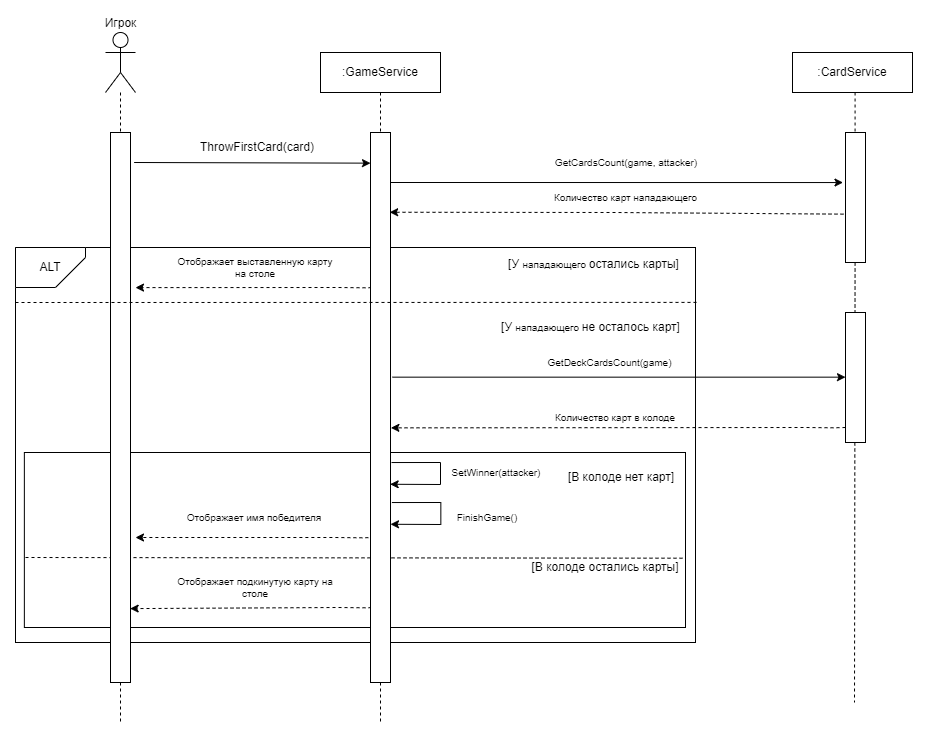 Игрок
:GameService
:CardService
ThrowFirstCard(card)
GetCardsCount(game, attacker)
Количество карт нападающего
ALT
Отображает выставленную карту
на столе
[У нападающего остались карты]
[У нападающего не осталось карт]
GetDeckCardsCount(game)
Количество карт в колоде
SetWinner(attacker)
[В колоде нет карт]
Отображает имя победителя
FinishGame()
[В колоде остались карты]
Отображает подкинутую карту на
столе